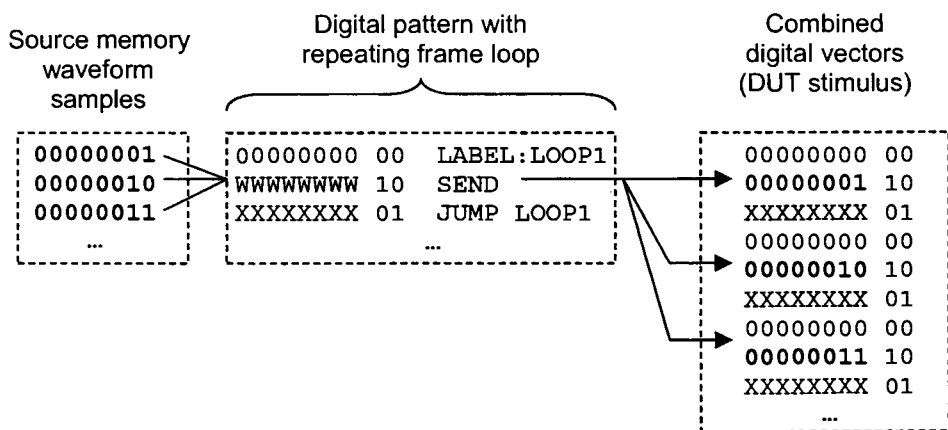 Source memory
waveform
samples
Digital pattern with
repeating frame loop
Combined
digital vectors
(DUT stimulus)
00000001
00000010
00000011
...
00000000 00 LABEL:LOOP1
WWWWWWWW 10 SEND
XXXXXXXX 01 JUMP LOOP1
...
00000000 00
00000001 10
XXXXXXXX 01
00000000 00
00000010 10
XXXXXXXX 01
00000000 00
00000011 10
XXXXXXXX 01
...